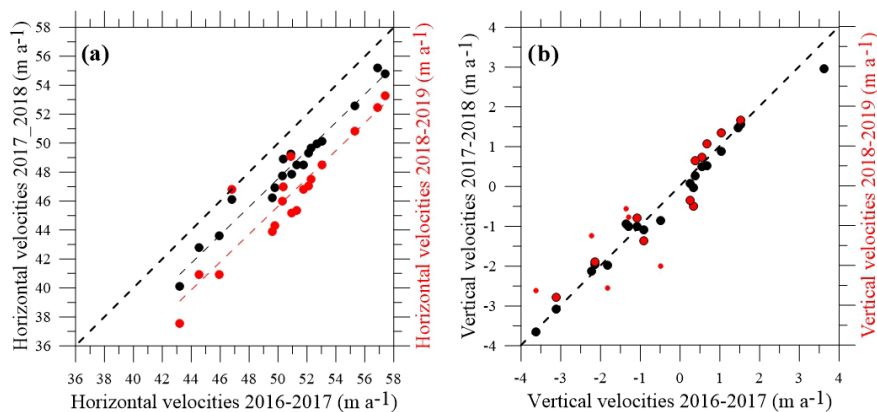 (a)
Horizontal velocities 2017_2018 (m a-1)
58
56
54
52
50
48
46
44
42
40
38
36
36 38 40 42 44 46 48 50 52 54 56 58
Horizontal velocities 2016-2017 (m a-1)
Horizontal velocities 2018-2019 (m a-1)
(b)
Vertical velocities 2017-2018 (m a-1)
4
3
2
1
0
-1
-2
-3
-4
-4 -3 -2 -1 0 1 2 3 4
Vertical velocities 2016-2017 (m a-1)
Vertical velocities 2018-2019 (m a-1)